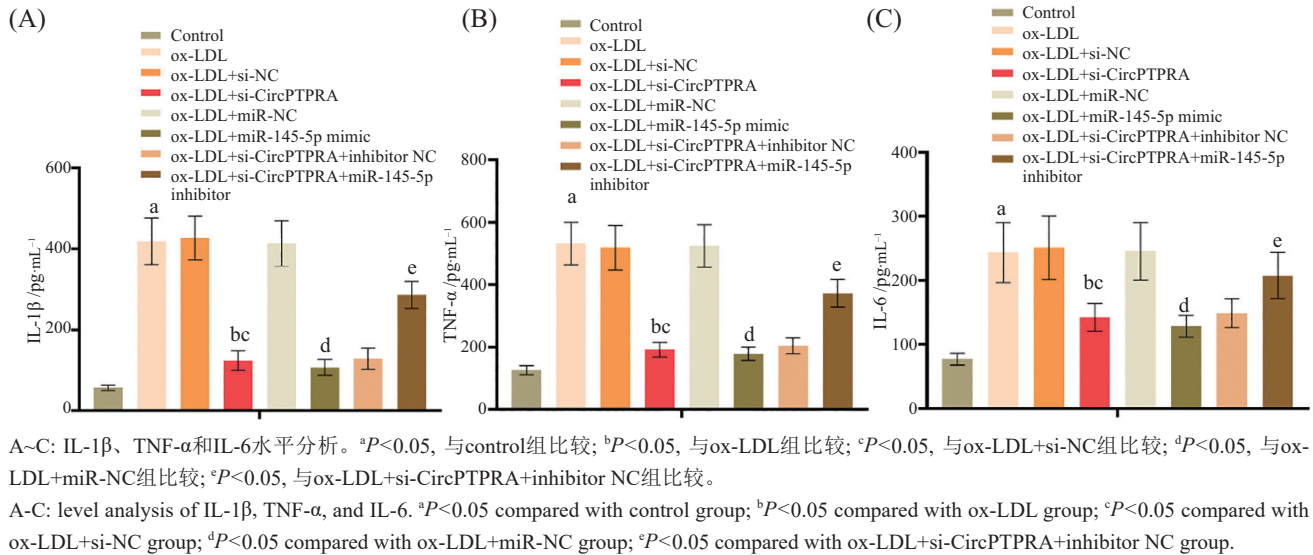 (A)
Control
ox-LDL
ox-LDL+si-NC
ox-LDL+si-CircPTPRA
ox-LDL+miR-NC
ox-LDL+miR-145-5p mimic
ox-LDL+si-CircPTPRA+inhibitor NC
ox-LDL+si-CircPTPRA+miR-145-5p
inhibitor
IL-1β /pg·mL⁻¹
600
400
200
0
a
bc
d
e
(B)
Control
ox-LDL
ox-LDL+si-NC
ox-LDL+si-CircPTPRA
ox-LDL+miR-NC
ox-LDL+miR-145-5p mimic
ox-LDL+si-CircPTPRA+inhibitor NC
ox-LDL+si-CircPTPRA+miR-145-5p
inhibitor
TNF-α /pg·mL⁻¹
800
600
400
200
0
a
bc
d
e
(C)
Control
ox-LDL
ox-LDL+si-NC
ox-LDL+si-CircPTPRA
ox-LDL+miR-NC
ox-LDL+miR-145-5p mimic
ox-LDL+si-CircPTPRA+inhibitor NC
ox-LDL+si-CircPTPRA+miR-145-5p
inhibitor
IL-6 /pg·mL⁻¹
400
300
200
100
0
a
bc
d
e
A~C: IL-1β、TNF-α和IL-6水平分析。ᵃP<0.05, 与control组比较; ᵇP<0.05, 与ox-LDL组比较; ᶜP<0.05, 与ox-LDL+si-NC组比较; ᵈP<0.05, 与ox-
LDL+miR-NC组比较; ᵉP<0.05, 与ox-LDL+si-CircPTPRA+inhibitor NC组比较。
A-C: level analysis of IL-1β, TNF-α, and IL-6. ᵃP<0.05 compared with control group; ᵇP<0.05 compared with ox-LDL group; ᶜP<0.05 compared with
ox-LDL+si-NC group; ᵈP<0.05 compared with ox-LDL+miR-NC group; ᵉP<0.05 compared with ox-LDL+si-CircPTPRA+inhibitor NC group.